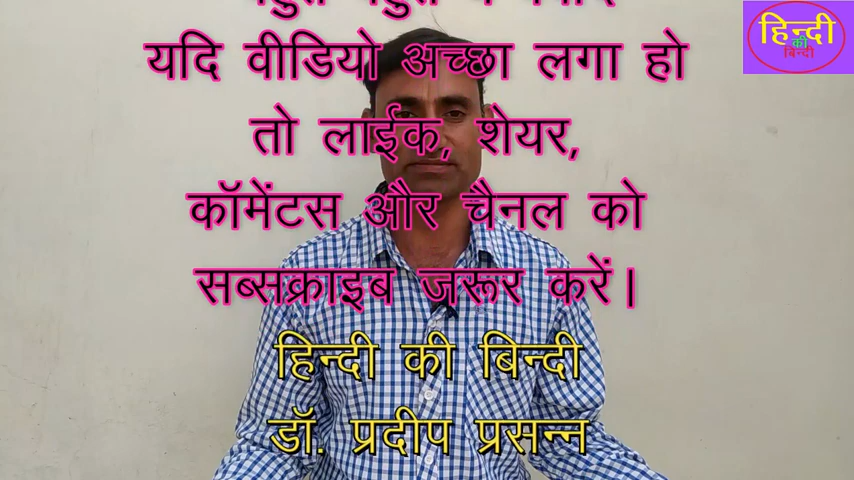 यदि वीडियो अच्छा लगा हो
तो लाईक, शेयर,
कॉमेंटस और चैनल को
सब्सक्राइब जरूर करें।
हिन्दी की बिन्दी
डॉ. प्रदीप प्रसन्न
हिन्दी
की
बिन्दी